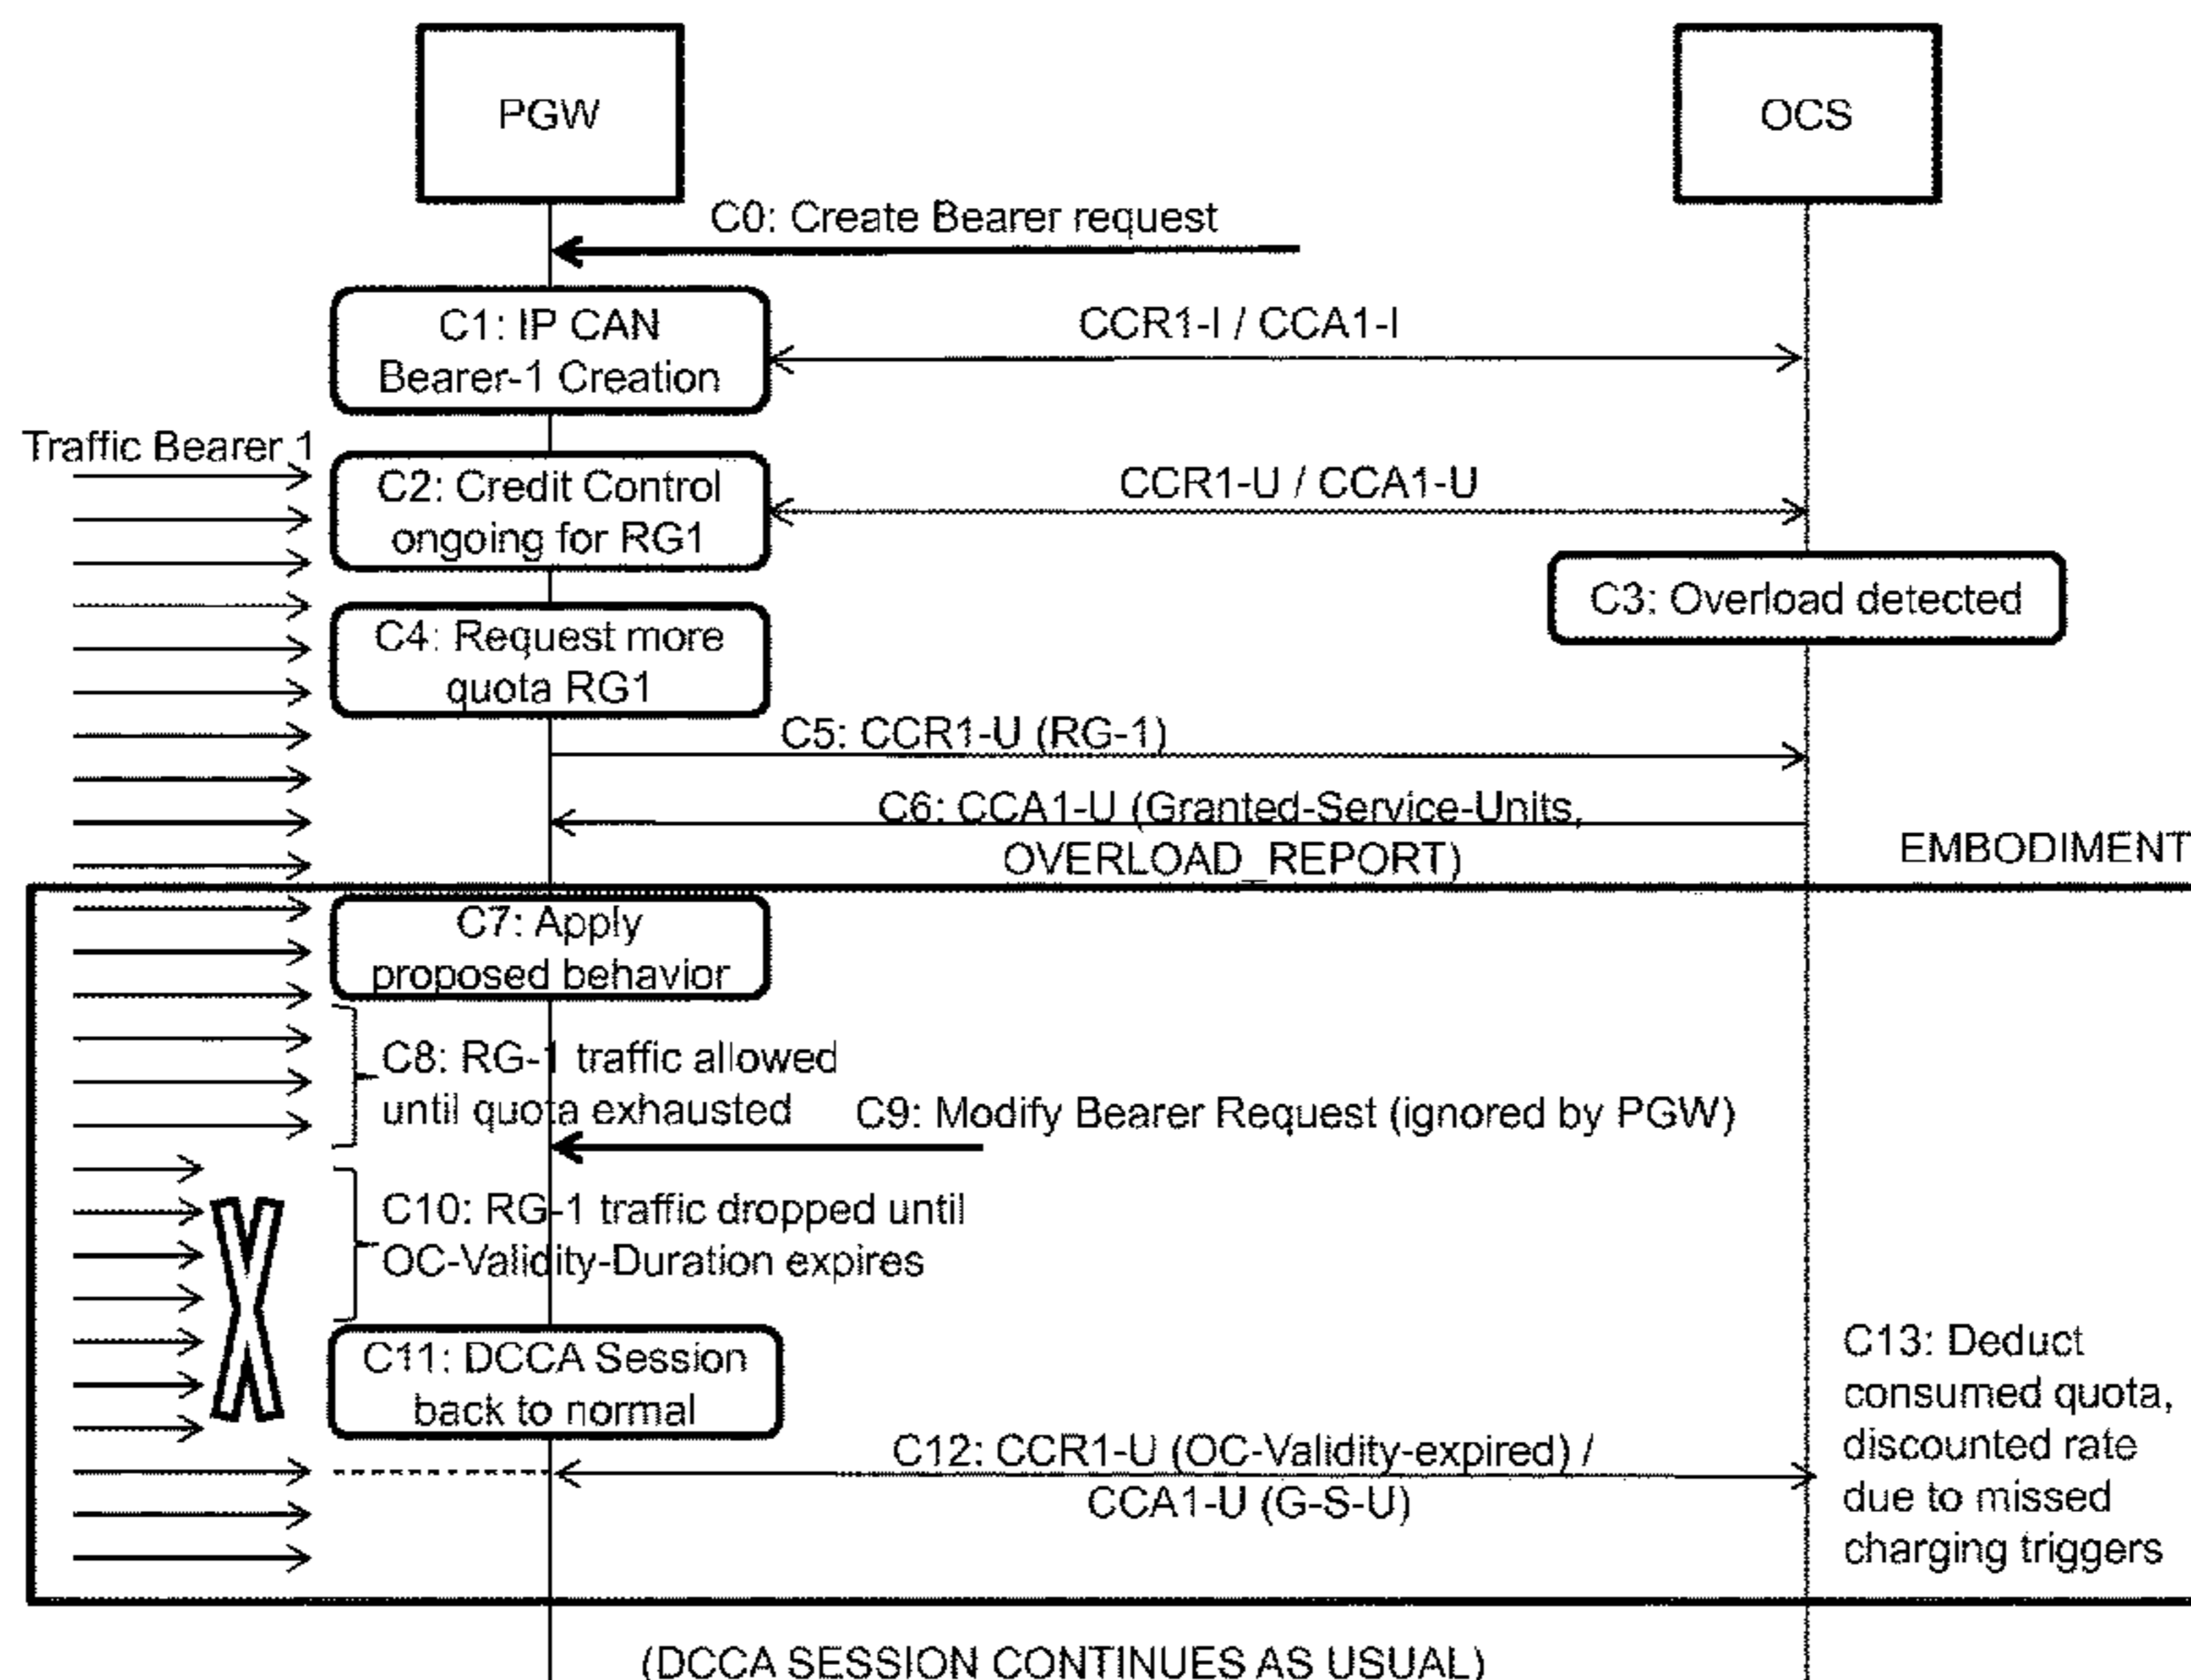 PGW
OCS
C0: Create Bearer request
C1: IP CAN
Bearer-1 Creation
CCR1-I / CCA1-I
Traffic Bearer 1
C2: Credit Control
ongoing for RG1
CCR1-U / CCA1-U
C3: Overload detected
C4: Request more
quota RG1
C5: CCR1-U (RG-1)
C6: CCA1-U (Granted-Service-Units,
OVERLOAD_REPORT)
EMBODIMENT
C7: Apply
proposed behavior
C8: RG-1 traffic allowed
until quota exhausted
C9: Modify Bearer Request (ignored by PGW)
C10: RG-1 traffic dropped until
OC-Validity-Duration expires
C11: DCCA Session
back to normal
C12: CCR1-U (OC-Validity-expired) /
CCA1-U (G-S-U)
C13: Deduct
consumed quota,
discounted rate
due to missed
charging triggers
(DCCA SESSION CONTINUES AS USUAL)